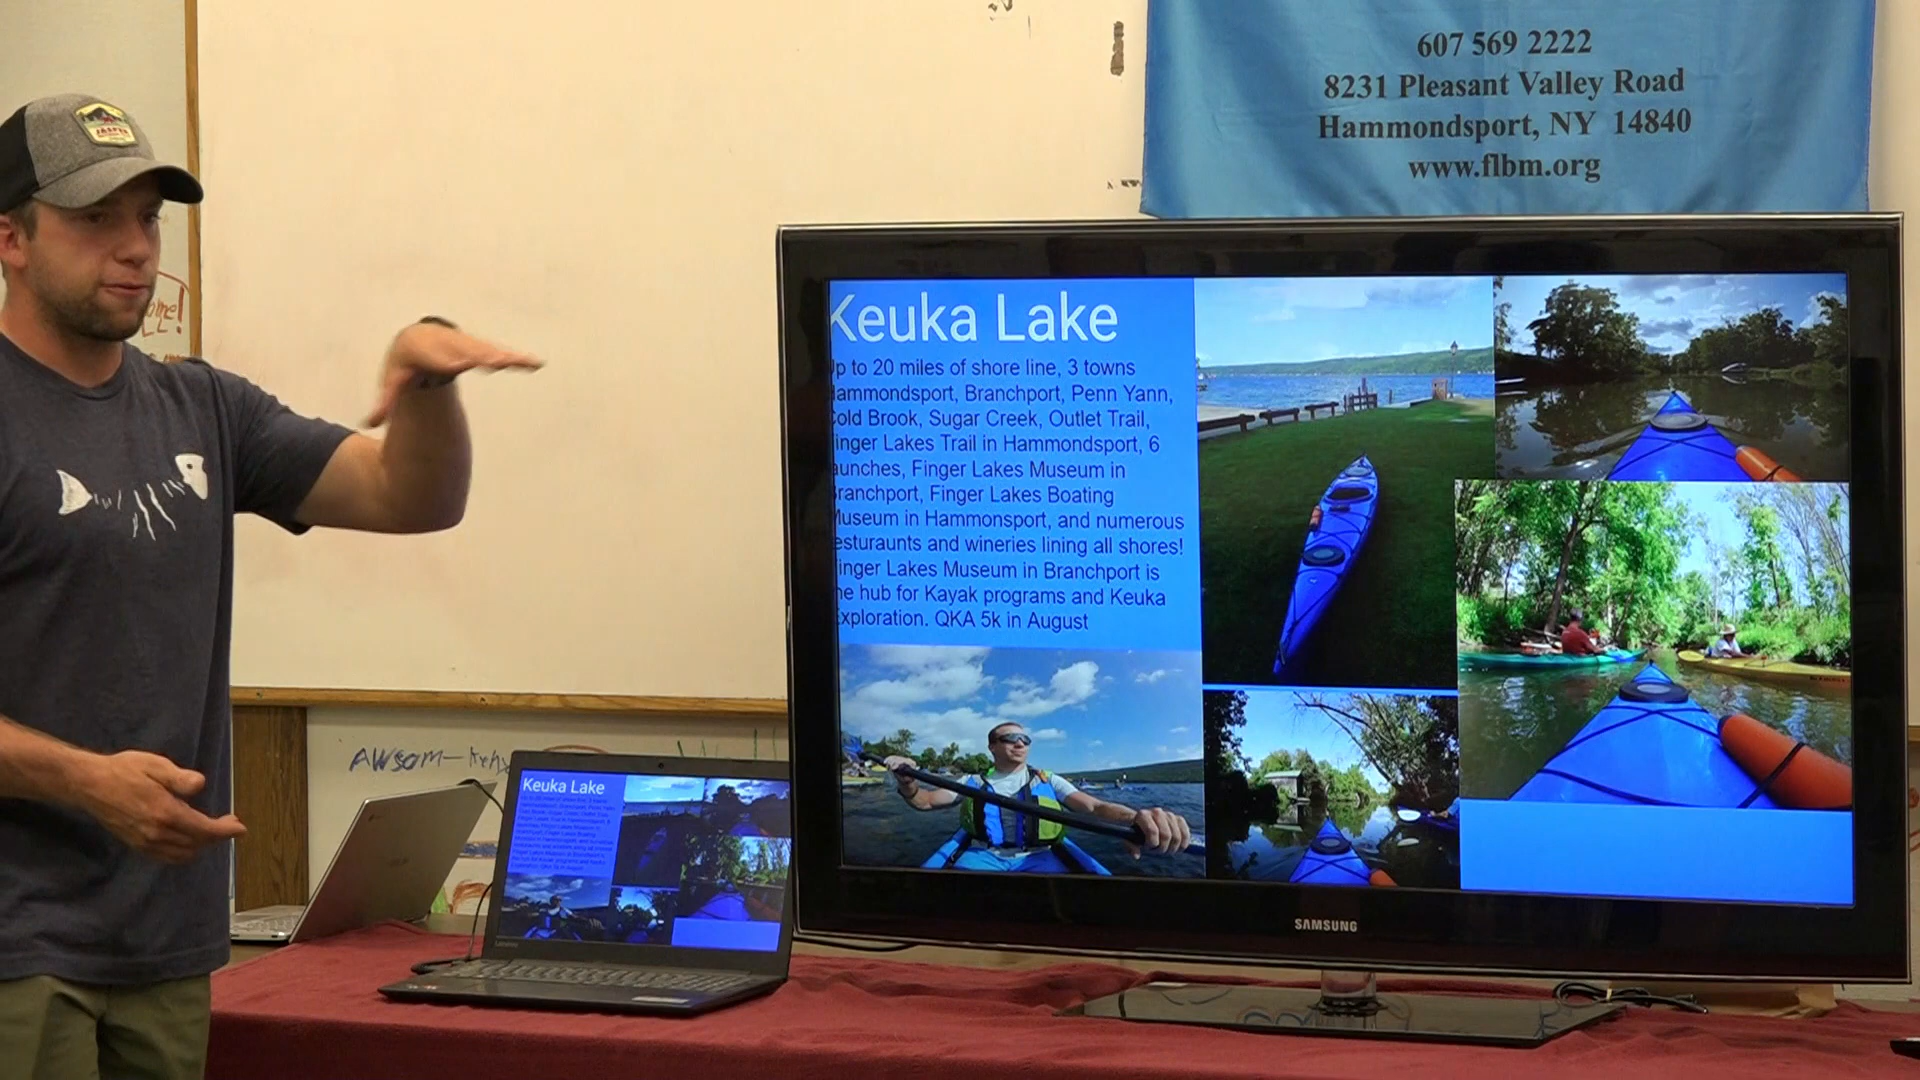 607 569 2222
8231 Pleasant Valley Road
Hammondsport, NY 14840
www.flbm.org
JASPER
ome!
Keuka Lake
Up to 20 miles of shore line, 3 towns
Hammondsport, Branchport, Penn Yann,
Cold Brook, Sugar Creek, Outlet Trail,
Finger Lakes Trail in Hammondsport, 6
launches, Finger Lakes Museum in
Branchport, Finger Lakes Boating
Museum in Hammonsport, and numerous
resturaunts and wineries lining all shores!
Finger Lakes Museum in Branchport is
the hub for Kayak programs and Keuka
Exploration. QKA 5k in August
AWsom-
Keuka Lake
Lenovo
SAMSUNG